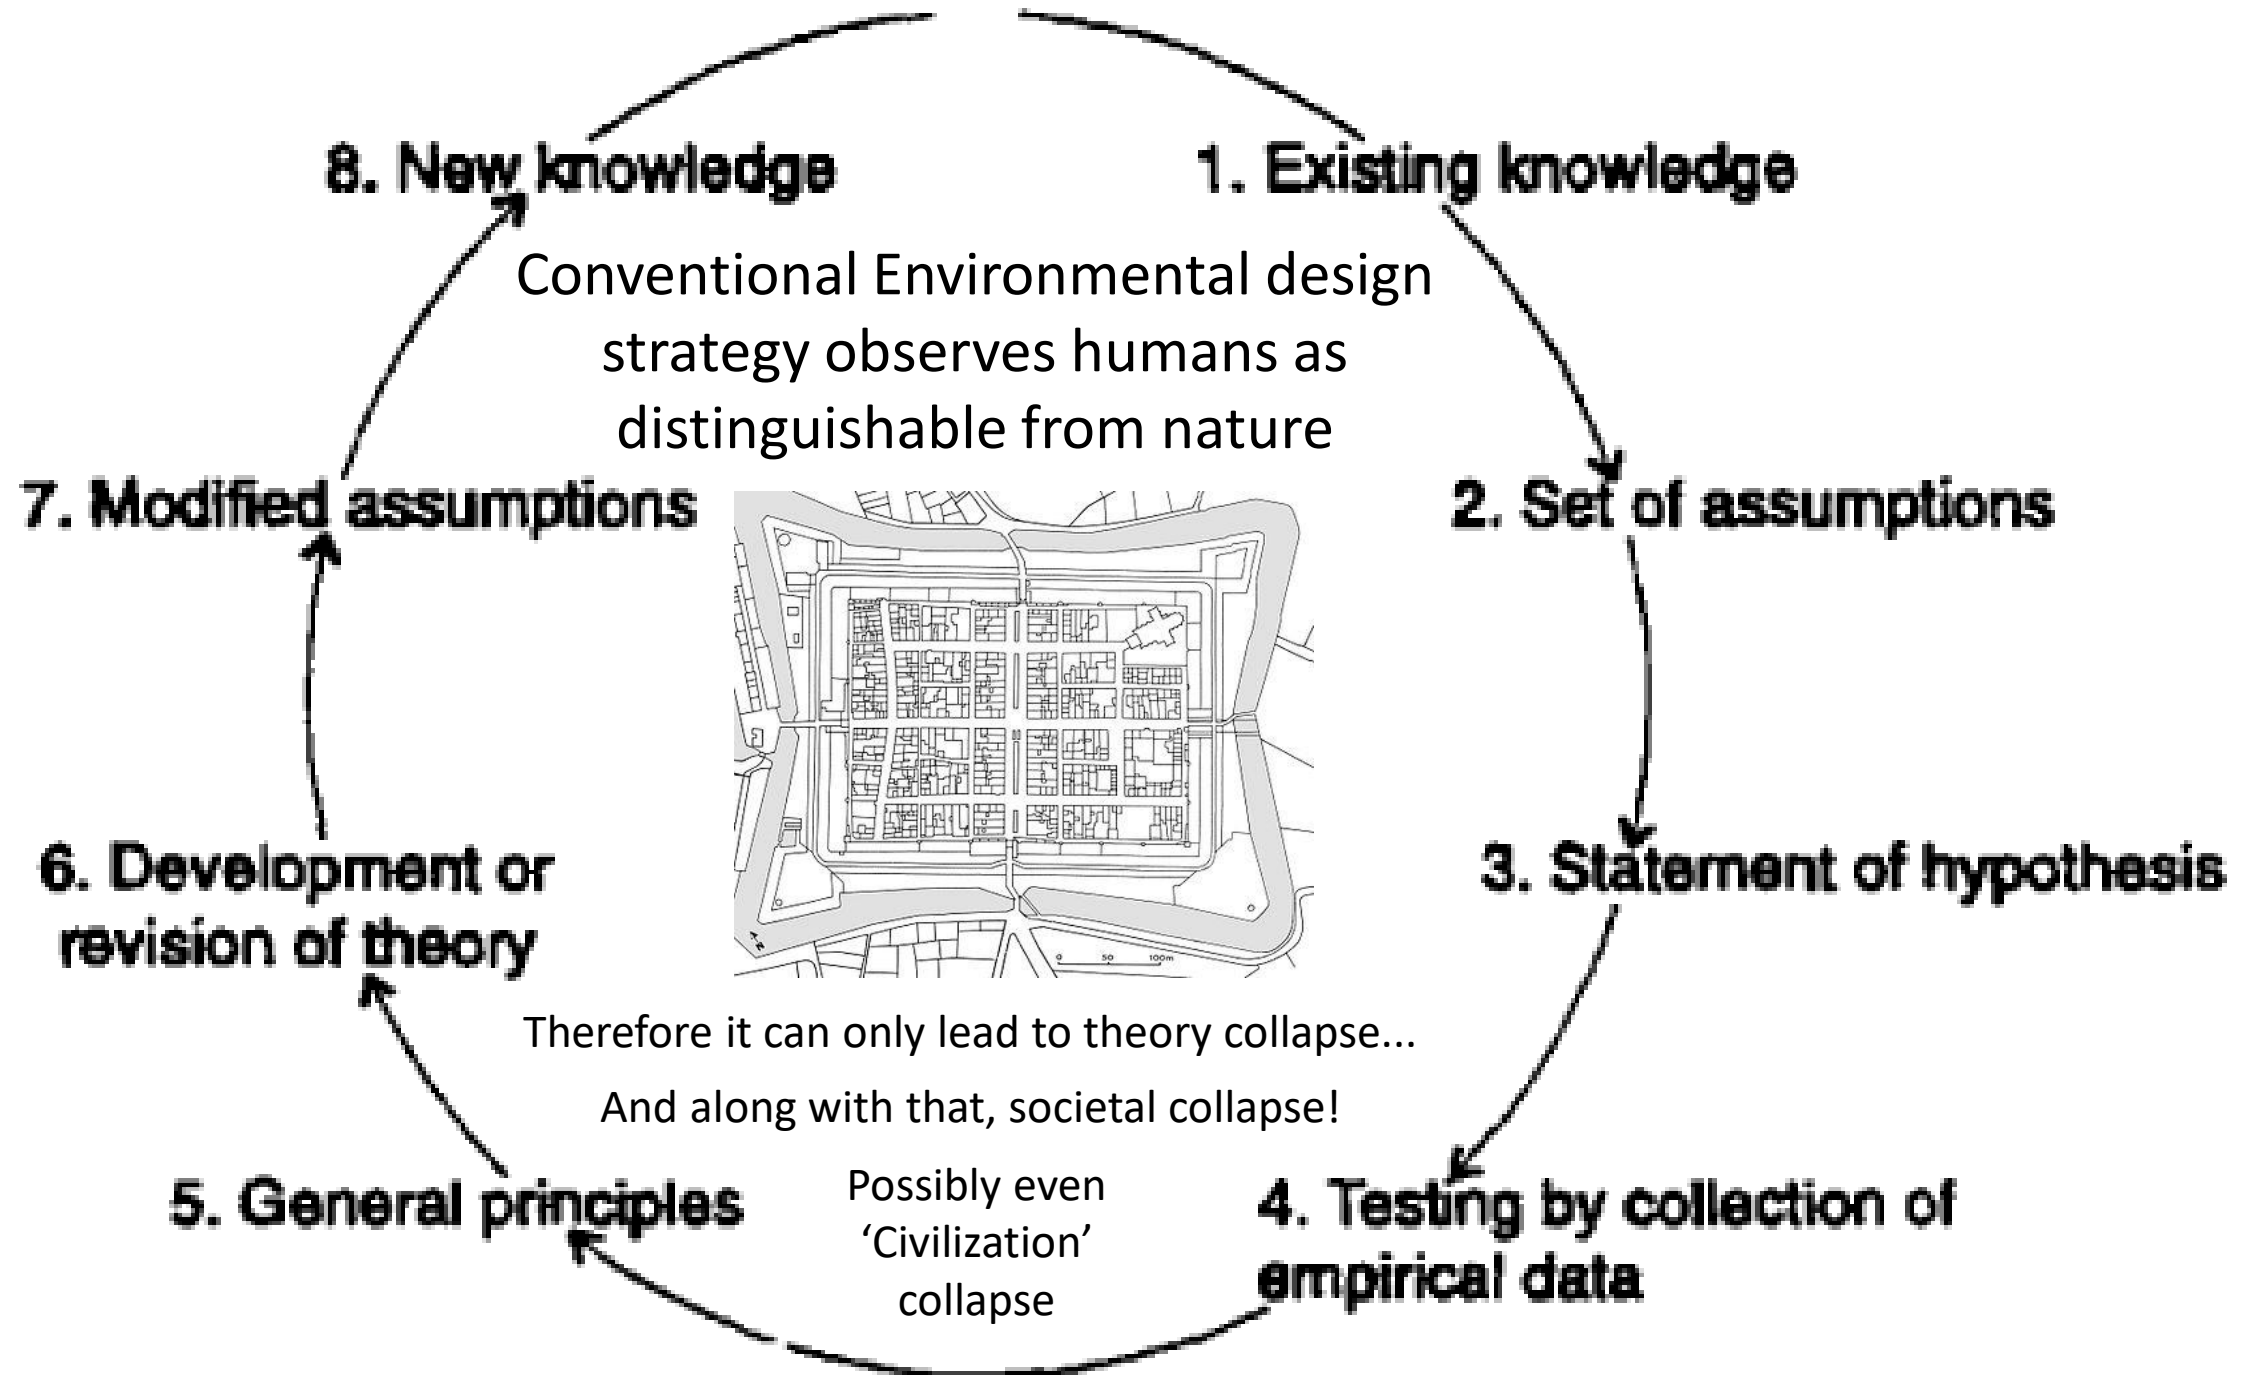 8. New knowledge
1. Existing knowledge
Conventional Environmental design
strategy observes humans as
distinguishable from nature
7. Modified assumptions
2. Set of assumptions
3. Statement of hypothesis
6. Development or
revision of theory
0 50 100m
Therefore it can only lead to theory collapse...
And along with that, societal collapse!
5. General principles
Possibly even
‘Civilization’
collapse
4. Testing by collection of
empirical data